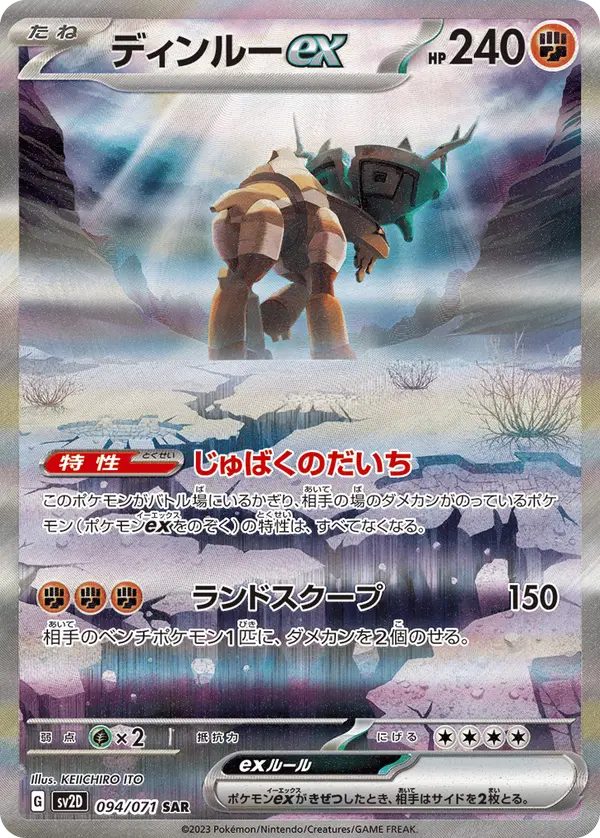 たね ディンルーex HP240
特性 とくせい じゅばくのだいち
このポケモンがバトル場にいるかぎり、相手の場のダメカンがのっているポケ
モン(ポケモンexをのぞく)の特性は、すべてなくなる。
ランドスクープ 150
相手のベンチポケモン1匹に、ダメカンを2個のせる。
弱点 ×2 抵抗力 にげる
exルール
ポケモンexがきぜつしたとき、相手はサイドを2枚とる。
Illus. KEIICHIRO ITO
G sv2D 094/071 SAR
©2023 Pokémon/Nintendo/Creatures/GAME FREAK.